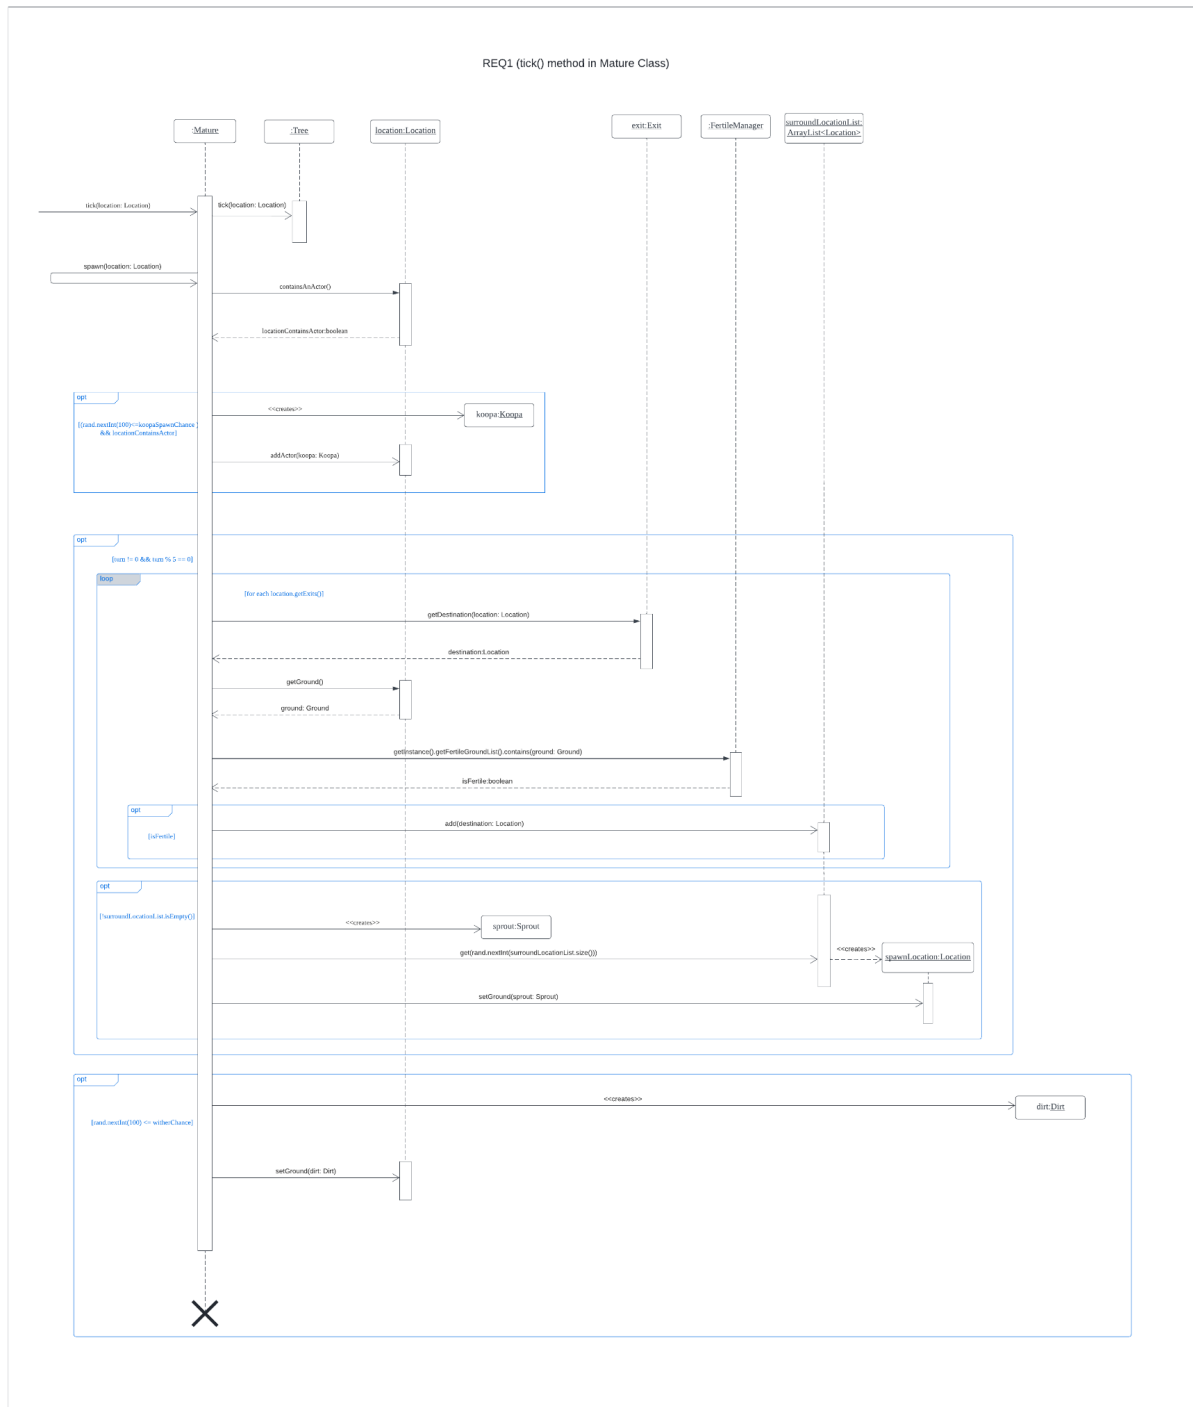 REQ1 (tick() method in Mature Class)
:Mature
:Tree
location:Location
exit:Exit
:FertileManager
surroundLocationList:
ArrayList<Location>
tick(location: Location)
tick(location: Location)
spawn(location: Location)
containsAnActor()
locationContainsActor:boolean
opt
<<creates>>
koopa:Koopa
[(rand.nextInt(100)<=koopaSpawnChance )
&& locationContainsActor]
addActor(koopa: Koopa)
opt
[turn != 0 && turn % 5 == 0]
loop
[for each location.getExits()]
getDestination(location: Location)
destination:Location
getGround()
ground: Ground
getInstance().getFertileGroundList().contains(ground: Ground)
isFertile:boolean
opt
add(destination: Location)
[isFertile]
opt
[!surroundLocationList.isEmpty()]
<<creates>>
sprout:Sprout
get(rand.nextInt(surroundLocationList.size()))
<<creates>>
spawnLocation:Location
setGround(sprout: Sprout)
opt
<<creates>>
dirt:Dirt
[rand.nextInt(100) <= witherChance]
setGround(dirt: Dirt)